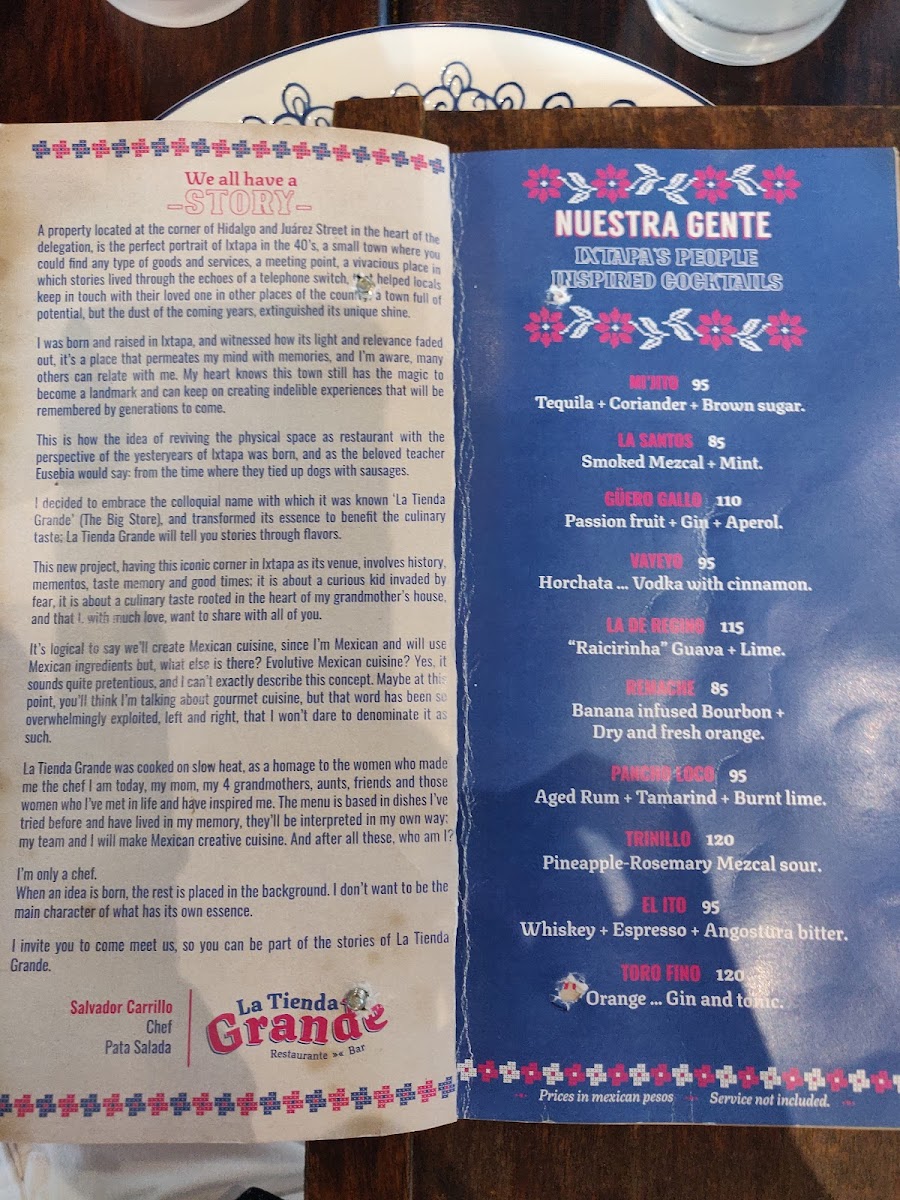 We all have a
-STORY-
A property located at the corner of Hidalgo and Juárez Street in the heart of the
delegation, is the perfect portrait of Ixtapa in the 40's, a small town where you
could find any type of goods and services, a meeting point, a vivacious place in
which stories lived through the echoes of a telephone switch, helped locals
keep in touch with their loved one in other places of the a town full of
potential, but the dust of the coming years, extinguished its unique shine.
I was born and raised in Ixtapa, and witnessed how its light and relevance faded
out, it's a place that permeates my mind with memories, and I'm aware, many
others can relate with me. My heart knows this town still has the magic to
become a landmark and can keep on creating indelible experiences that will be
remembered by generations to come.
This is how the idea of reviving the physical space as restaurant with the
perspective of the yesteryears of Ixtapa was born, and as the beloved teacher
Eusebia would say: from the time where they tied up dogs with sausages.
I decided to embrace the colloquial name with which it was known 'La Tienda
Grande' (The Big Store), and transformed its essence to benefit the culinary
taste; La Tienda Grande will tell you stories through flavors.
This new project, having this iconic corner in Ixtapa as its venue, involves history,
mementos, taste memory and good times; it is about a curious kid invaded by
fear, it is about a culinary taste rooted in the heart of my grandmother's house,
and that I, with much love, want to share with all of you.
It's logical to say we'll create Mexican cuisine, since I'm Mexican and will use
Mexican ingredients but, what else is there? Evolutive Mexican cuisine? Yes, it
sounds quite pretentious, and I can't exactly describe this concept. Maybe at this
point, you'll think I'm talking about gourmet cuisine, but that word has been so
overwhelmingly exploited, left and right, that I won't dare to denominate it as
such.
La Tienda Grande was cooked on slow heat, as a homage to the women who made
me the chef I am today, my mom, my 4 grandmothers, aunts, friends and those
women who I've met in life and have inspired me. The menu is based in dishes I've
tried before and have lived in my memory, they'll be interpreted in my own way;
my team and I will make Mexican creative cuisine. And after all these, who am I?
I'm only a chef.
When an idea is born, the rest is placed in the background. I don't want to be the
main character of what has its own essence.
I invite you to come meet us, so you can be part of the stories of La Tienda
Grande.
Salvador Carrillo
Chef
Pata Salada
La Tienda
Grande
Restaurante Bar
NUESTRA GENTE
IXTAPA'S PEOPLE
INSPIRED COCKTAILS
MI'JITO 95
Tequila + Coriander + Brown sugar.
LA SANTOS 85
Smoked Mezcal + Mint.
GÜERO GALLO 110
Passion fruit + Gin + Aperol.
VAYEYO 95
Horchata ... Vodka with cinnamon.
LA DE REGINO 115
"Raicirinha" Guava + Lime.
REMACHE 85
Banana infused Bourbon +
Dry and fresh orange.
PANCHO LOCO 95
Aged Rum + Tamarind + Burnt lime.
TRINILLO 120
Pineapple-Rosemary Mezcal sour.
EL ITO 95
Whiskey + Espresso + Angostura bitter.
TORO FINO 120
Orange ... Gin and tonic.
Prices in mexican pesos Service not included.